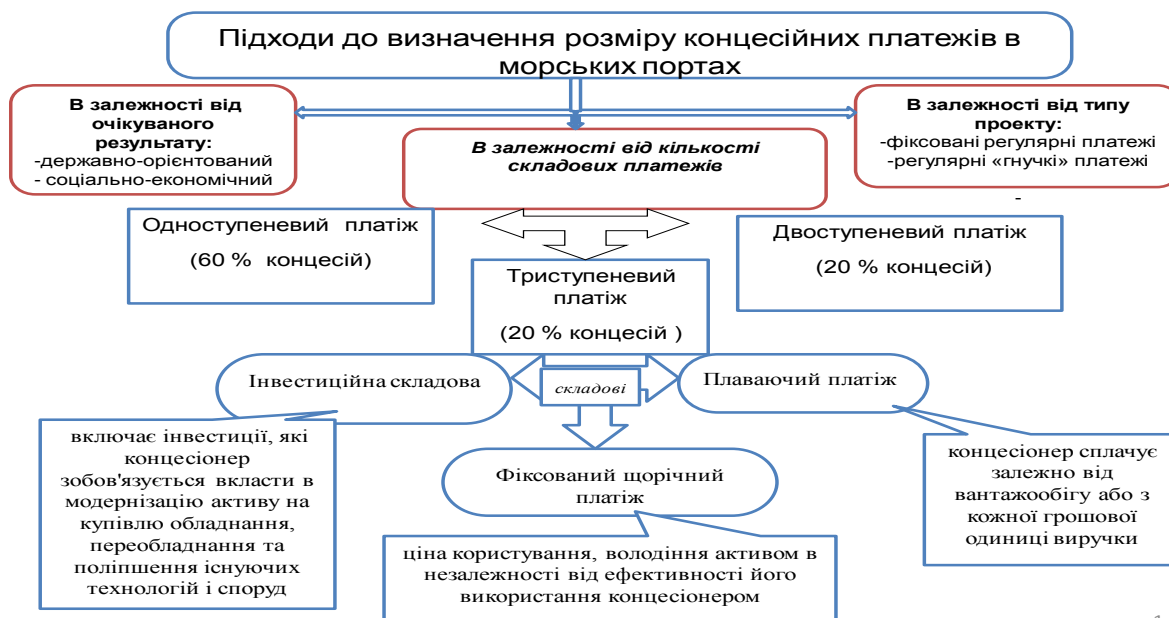 Підходи до визначення розміру концесійних платежів в
морських портах
В залежності від
очікуваного
результату:
-державно-орієнтований
- соціально-економічний
В залежності від кількості
складових платежів
В залежності від типу
проекту:
-фіксовані регулярні платежі
-регулярні «гнучкі» платежі
-
Одноступеневий платіж
(60 % концесій)
Двоступеневий платіж
(20 % концесій)
Триступеневий
платіж
(20 % концесій )
Інвестиційна складова
складові
Плаваючий платіж
включає інвестиції, які
концесіонер
зобов'язується вкласти в
модернізацію активу на
купівлю обладнання,
переобладнання та
поліпшення існуючих
технологій і споруд
Фіксований щорічний
платіж
концесіонер сплачує
залежно від
вантажообігу або з
кожної грошової
одиниці виручки
ціна користування, володіння активом в
незалежності від ефективності його
використання концесіонером